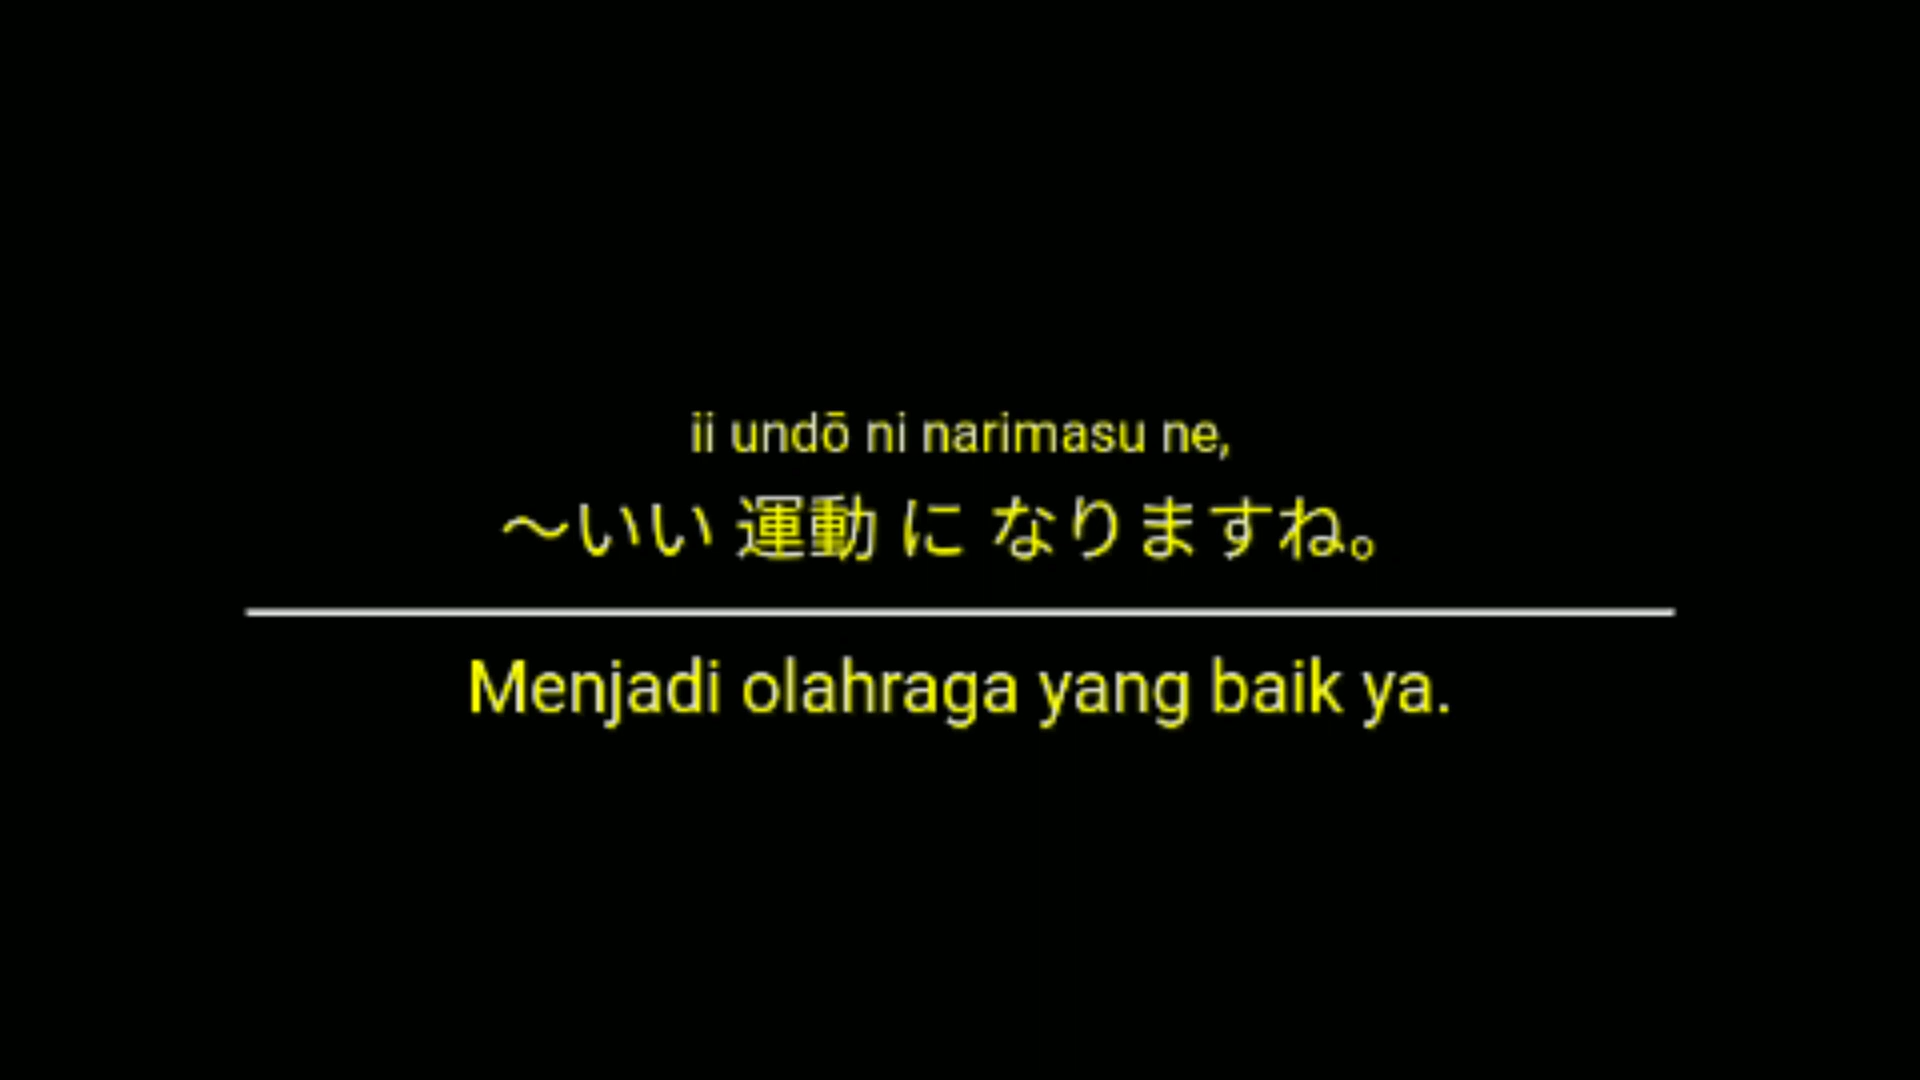 ii undō ni narimasu ne,
〜いい 運動 に なりますね。
Menjadi olahraga yang baik ya.